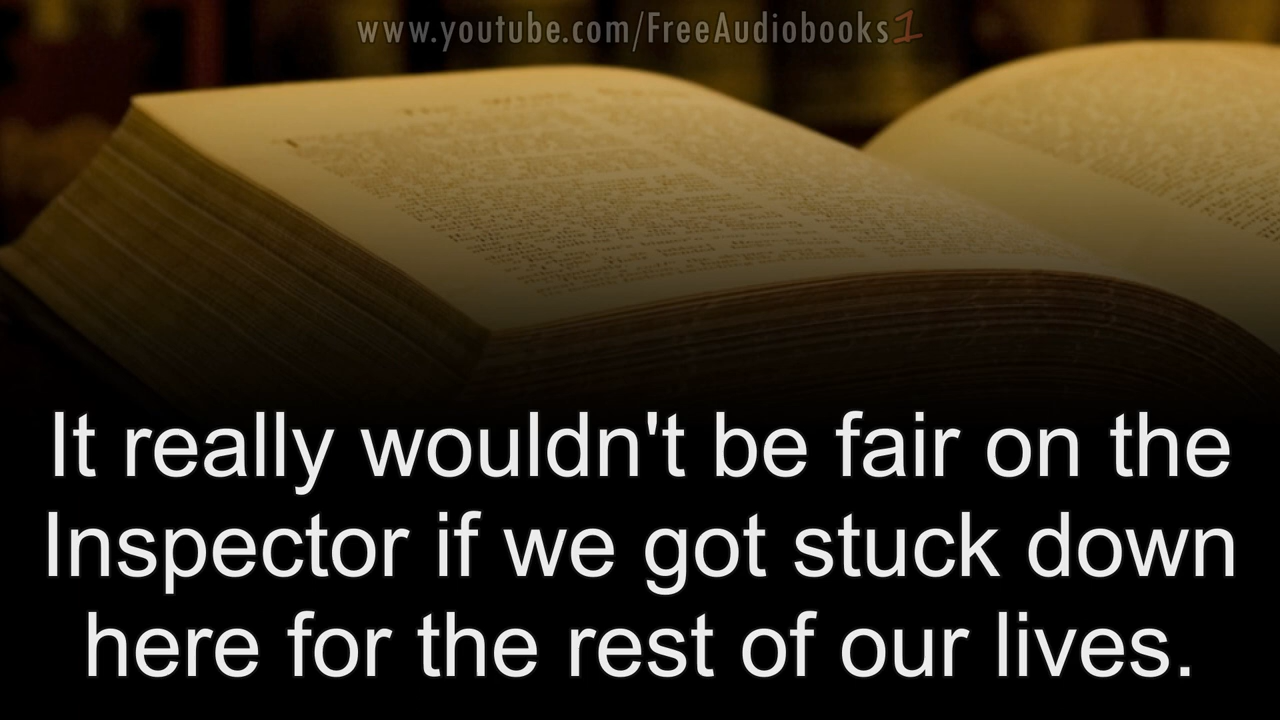 www.youtube.com/FreeAudiobooks1
It really wouldn't be fair on the
Inspector if we got stuck down
here for the rest of our lives.